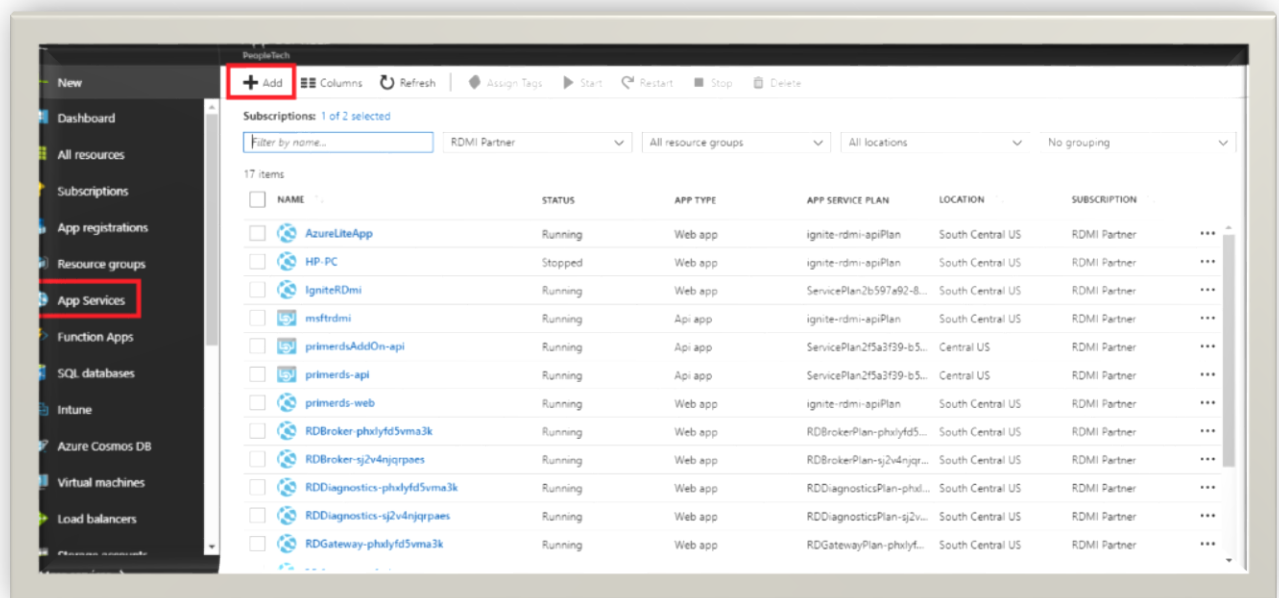 PeopleTech
New
Add Columns Refresh Assign Tags Start Restart Stop Delete
Dashboard
Subscriptions: 1 of 2 selected
Filter by name... RDMI Partner All resource groups All locations No grouping
All resources
17 items
Subscriptions
NAME STATUS APP TYPE APP SERVICE PLAN LOCATION SUBSCRIPTION
App registrations
AzureLiteApp Running Web app ignite-rdmi-apiPlan South Central US RDMI Partner ...
Resource groups
HP-PC Stopped Web app ignite-rdmi-apiPlan South Central US RDMI Partner ...
App Services
IgniteRDmi Running Web app ServicePlan2b597a92-8... South Central US RDMI Partner ...
msftrdmi Running Api app ignite-rdmi-apiPlan South Central US RDMI Partner ...
Function Apps
primerdsAddOn-api Running Api app ServicePlan2f5a3f39-b5... Central US RDMI Partner ...
SQL databases
primerds-api Running Api app ServicePlan2f5a3f39-b5... Central US RDMI Partner ...
Intune
primerds-web Running Web app ignite-rdmi-apiPlan South Central US RDMI Partner ...
RDBroker-phxlyfd5vma3k Running Web app RDBrokerPlan-phxlyfd5... South Central US RDMI Partner ...
Azure Cosmos DB
RDBroker-sj2v4njqrpaes Running Web app RDBrokerPlan-sj2v4njqr... South Central US RDMI Partner ...
Virtual machines
RDDiagnostics-phxlyfd5vma3k Running Web app RDDiagnosticsPlan-phxl... South Central US RDMI Partner ...
Load balancers
RDDiagnostics-sj2v4njqrpaes Running Web app RDDiagnosticsPlan-sj2v... South Central US RDMI Partner ...
RDGateway-phxlyfd5vma3k Running Web app RDGatewayPlan-phxlyf... South Central US RDMI Partner ...
Storage accounts